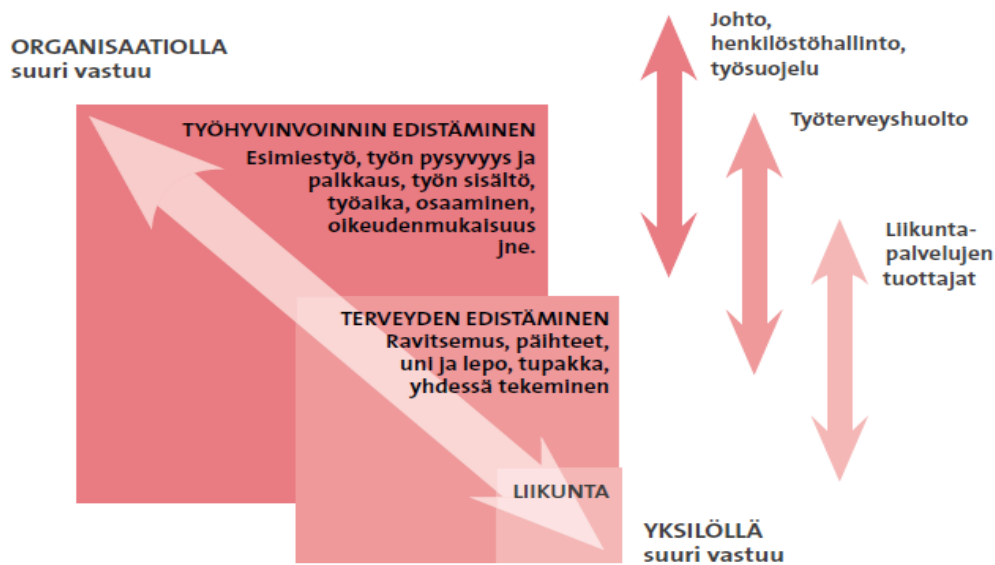 ORGANISAATIOLLA
suuri vastuu
TYÖHYVINVOINNIN EDISTÄMINEN
Esimiestyö, työn pysyvyys ja
palkkaus, työn sisältö,
työaika, osaaminen,
oikeudenmukaisuus
jne.
TERVEYDEN EDISTÄMINEN
Ravitsemus, päihteet,
uni ja lepo, tupakka,
yhdessä tekeminen
LIIKUNTA
YKSILÖLLÄ
suuri vastuu
Johto,
henkilöstöhallinto,
työsuojelu
Työterveyshuolto
Liikunta-
palvelujen
tuottajat